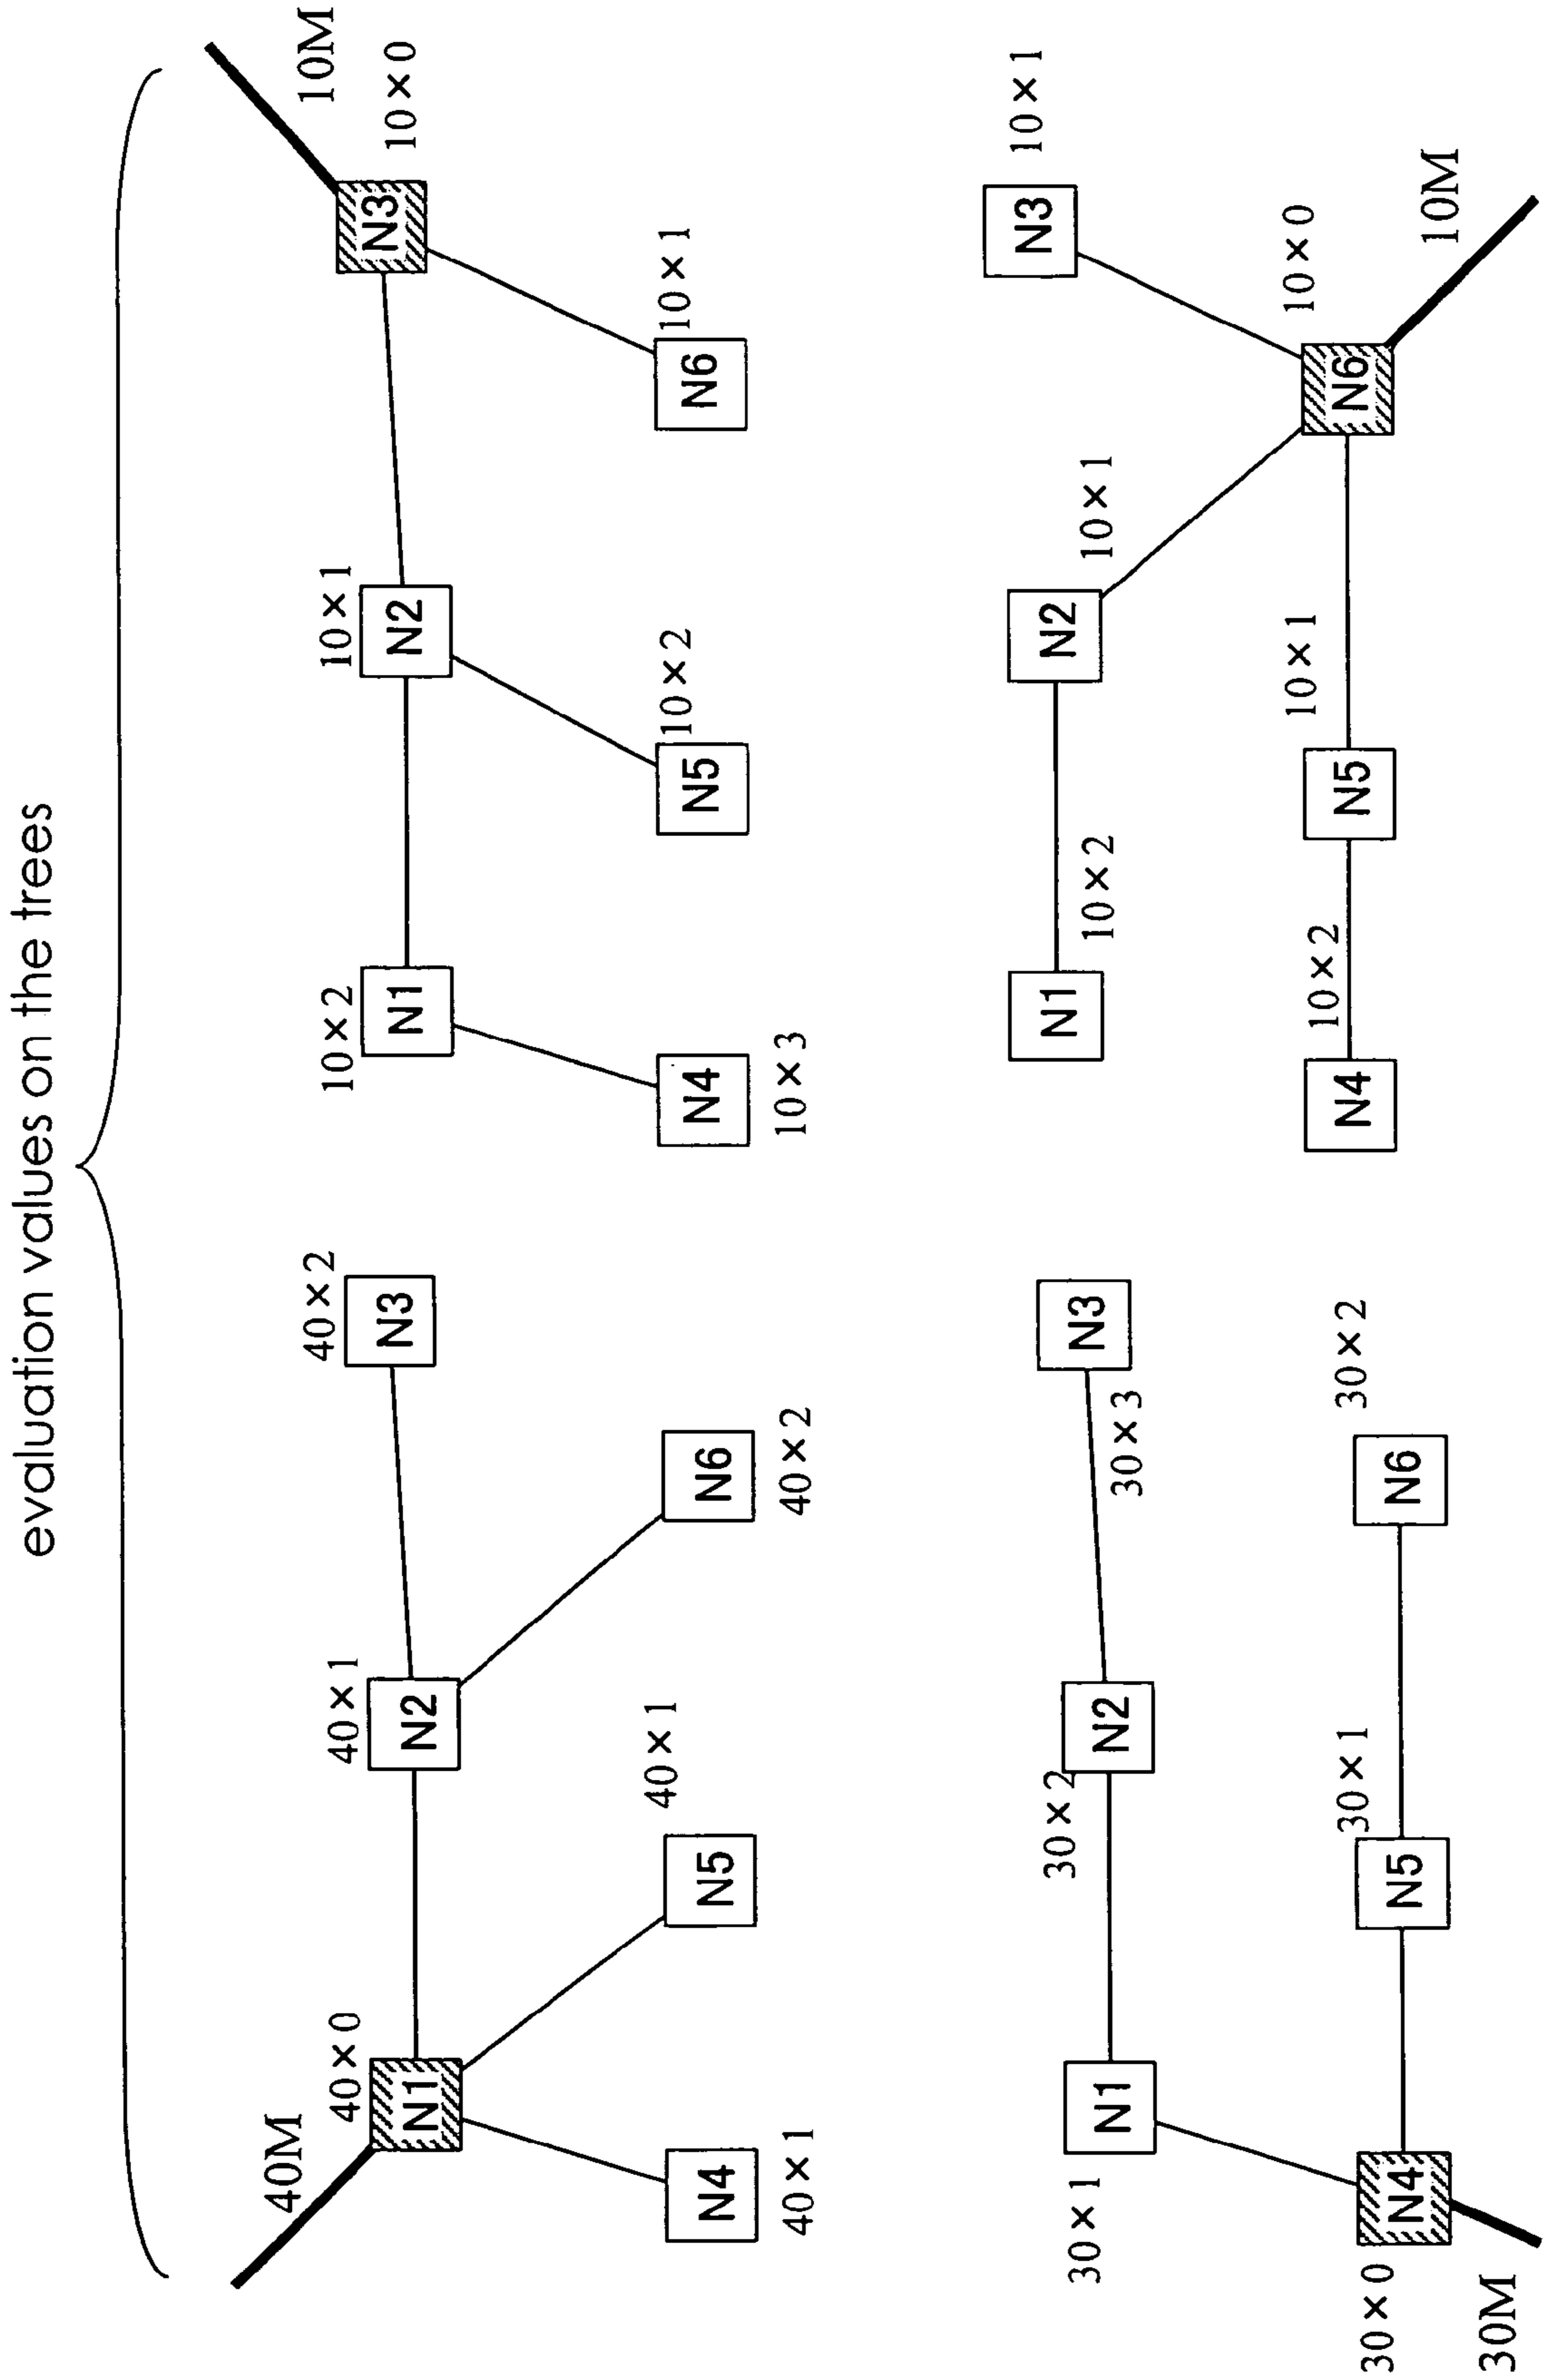 evaluation values on the trees
40M
40×0
N1
40×1
N2
40×2
N3
40×1
N4
N5
40×1
N6
40×2
10×2
N1
10×1
N2
10M
10×0
N3
N4
10×3
N5
10×2
N6
10×1
30×1
N1
30×2
N2
30×3
N3
30×0
30M
N4
30×1
N5
30×2
N6
N1
10×2
N2
10×1
N3
10×1
N4
10×2
N5
10×1
10×0
N6
10M